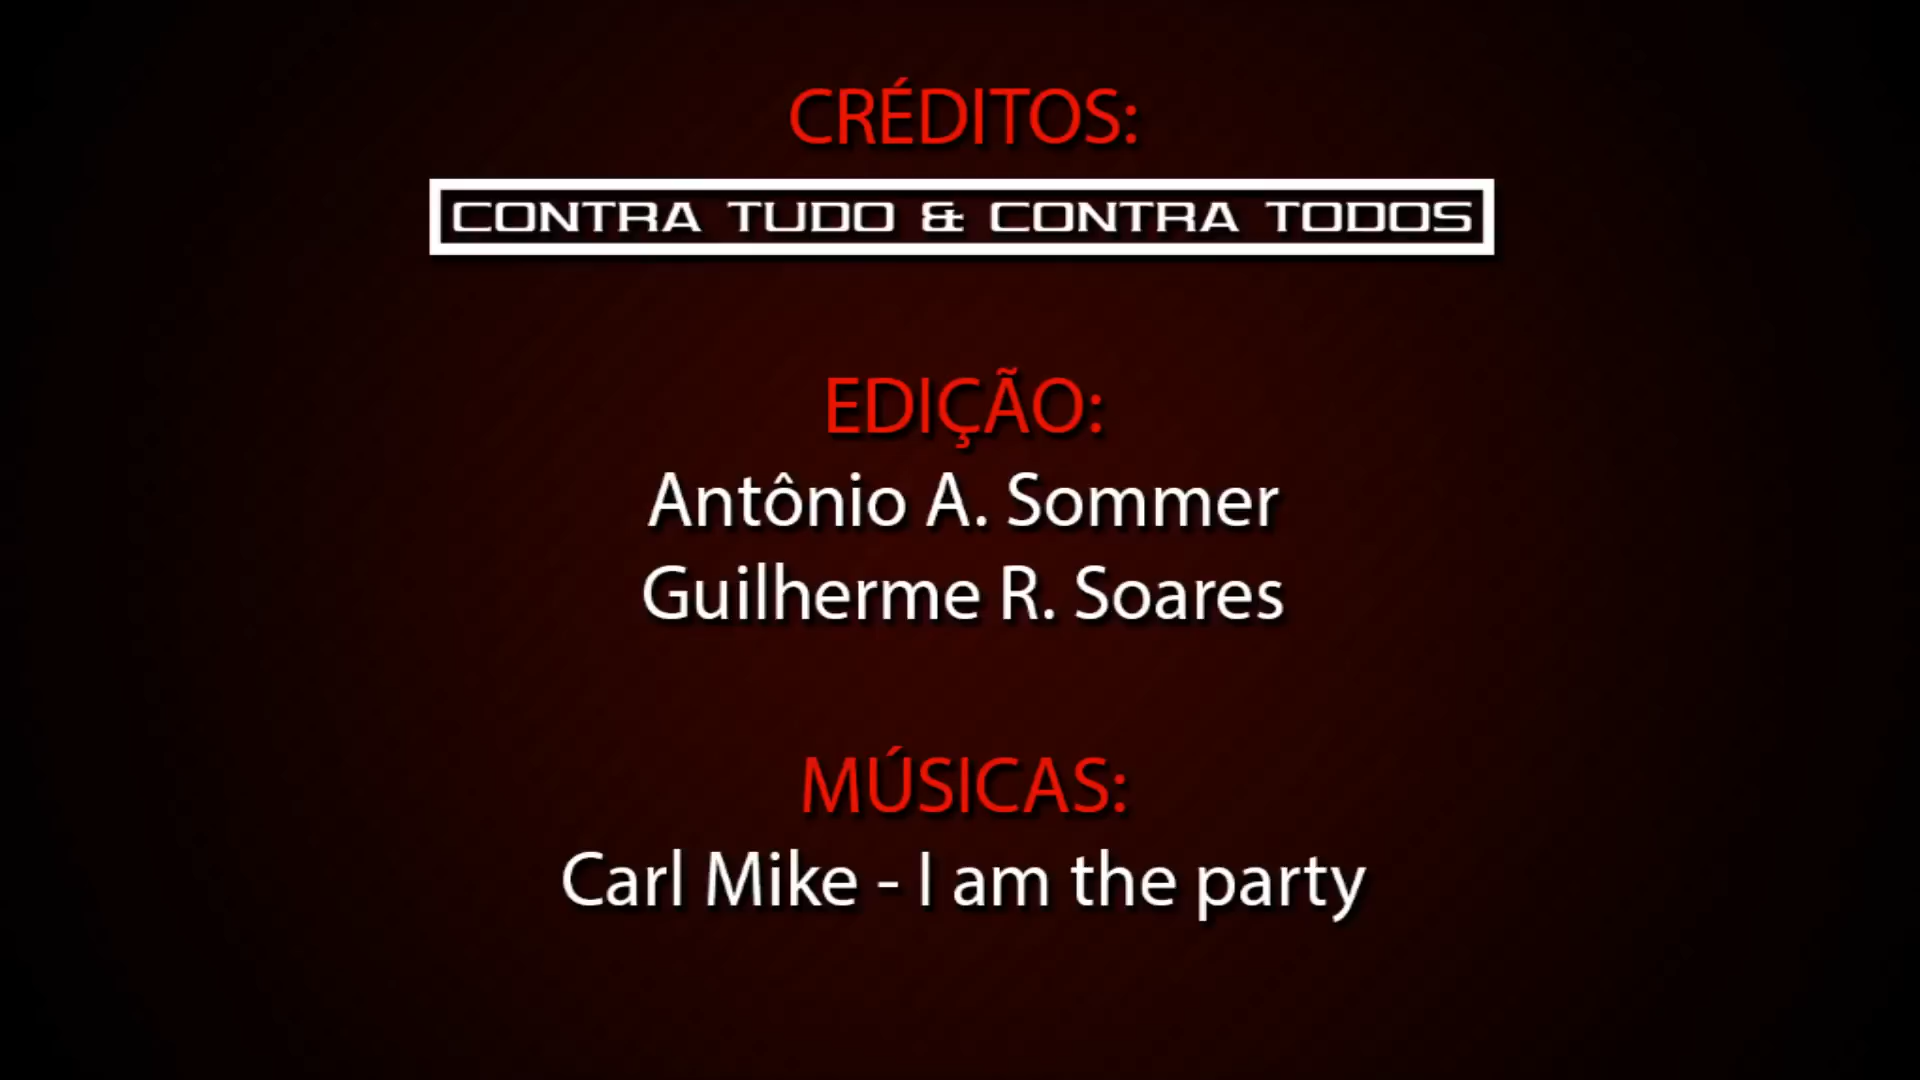 CRÉDITOS:
CONTRA TUDO & CONTRA TODOS
EDIÇÃO:
Antônio A. Sommer
Guilherme R. Soares
MÚSICAS:
Carl Mike - I am the party